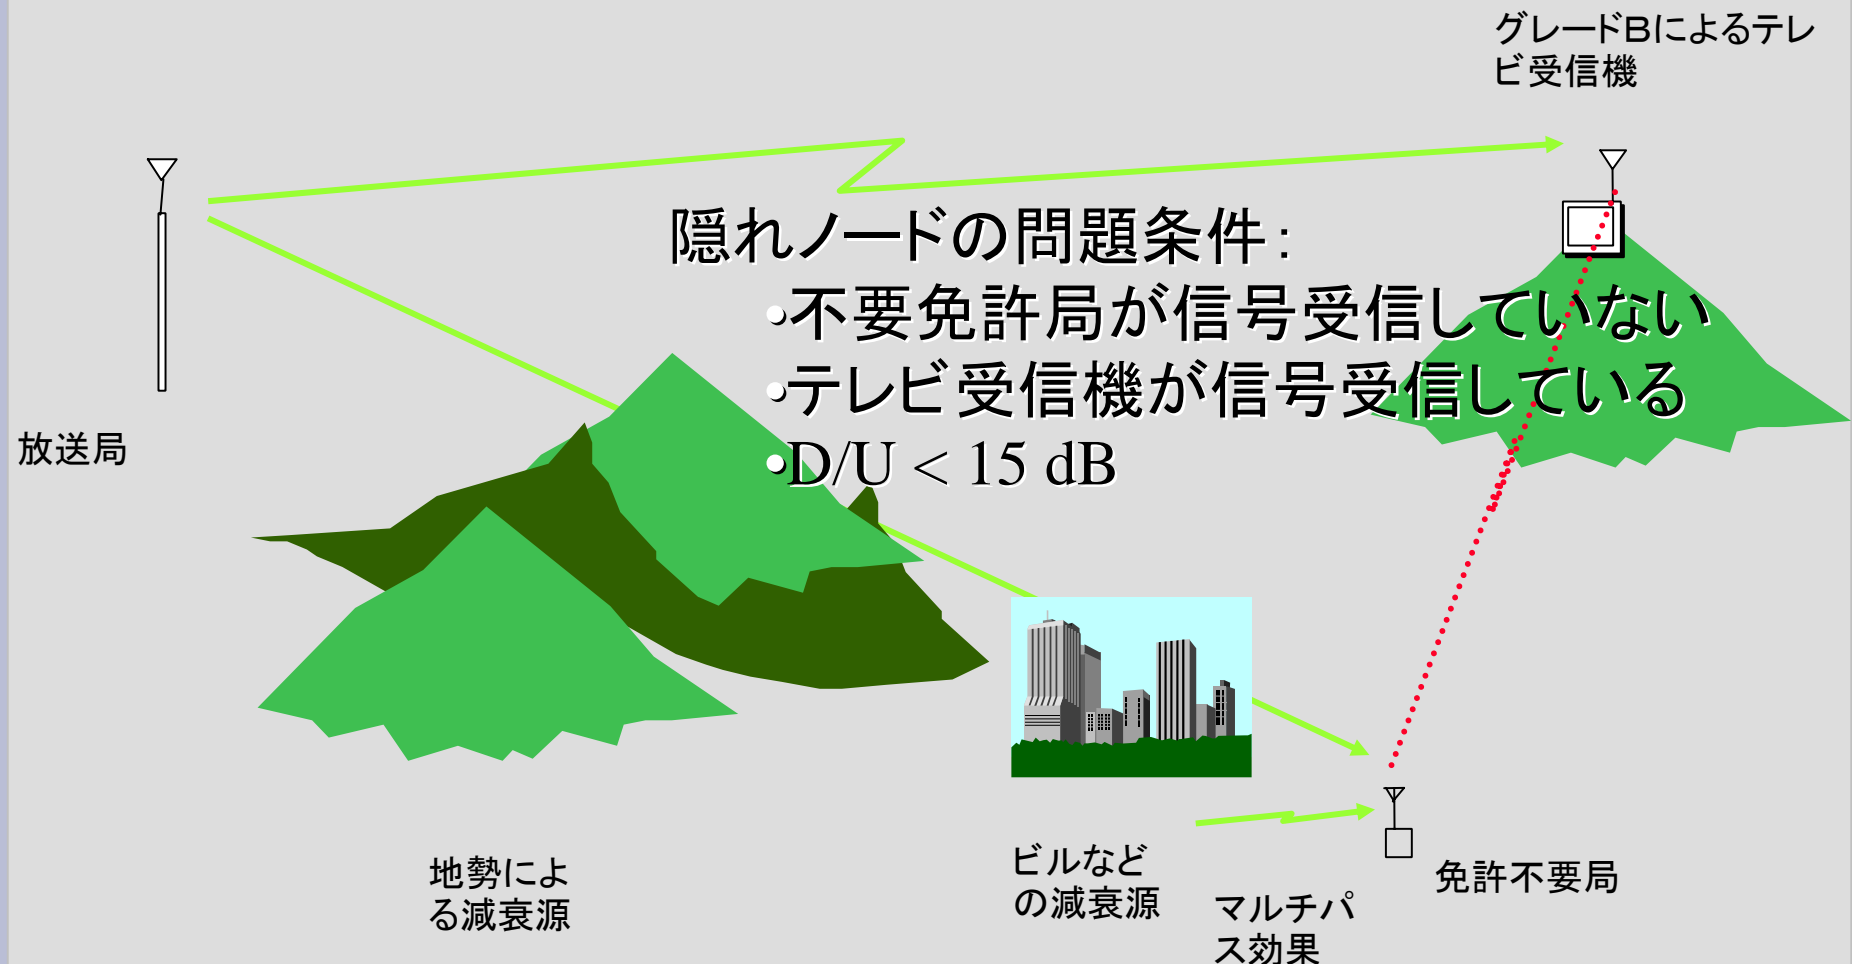 グレードBによるテレ
ビ受信機
隠れノードの問題条件:
•不要免許局が信号受信していない
•テレビ受信機が信号受信している
•D/U < 15 dB
放送局
地勢によ
る減衰源
ビルなど
の減衰源
マルチパ
ス効果
免許不要局